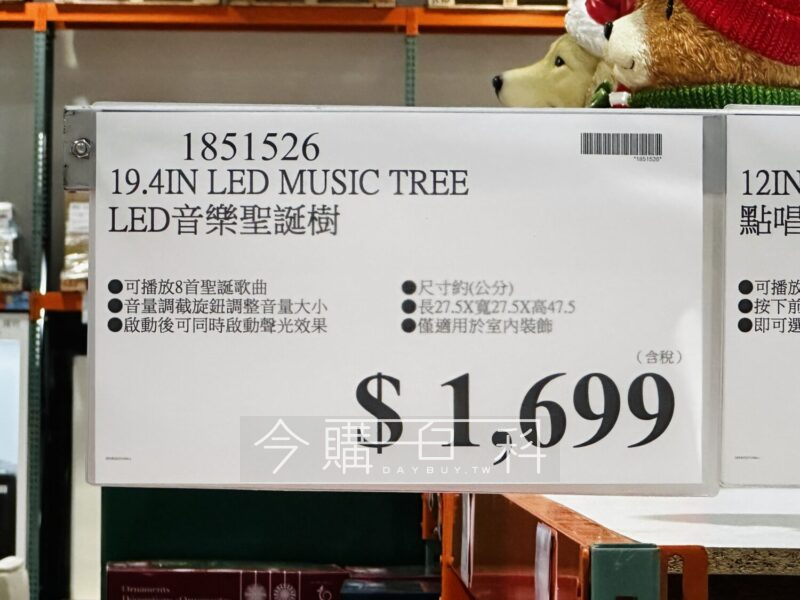 1851526
*1851526*
19.4IN LED MUSIC TREE
LED音樂聖誕樹
●可播放8首聖誕歌曲
●音量調截旋鈕調整音量大小
●啟動後可同時啟動聲光效果
●尺寸約(公分)
●長27.5X寬27.5X高47.5
●僅適用於室內裝飾
(含稅)
$ 1,699
今購百科
DAYBUY.TW
12IN
點唱
●可播放
●按下前
●即可選
Ornaments